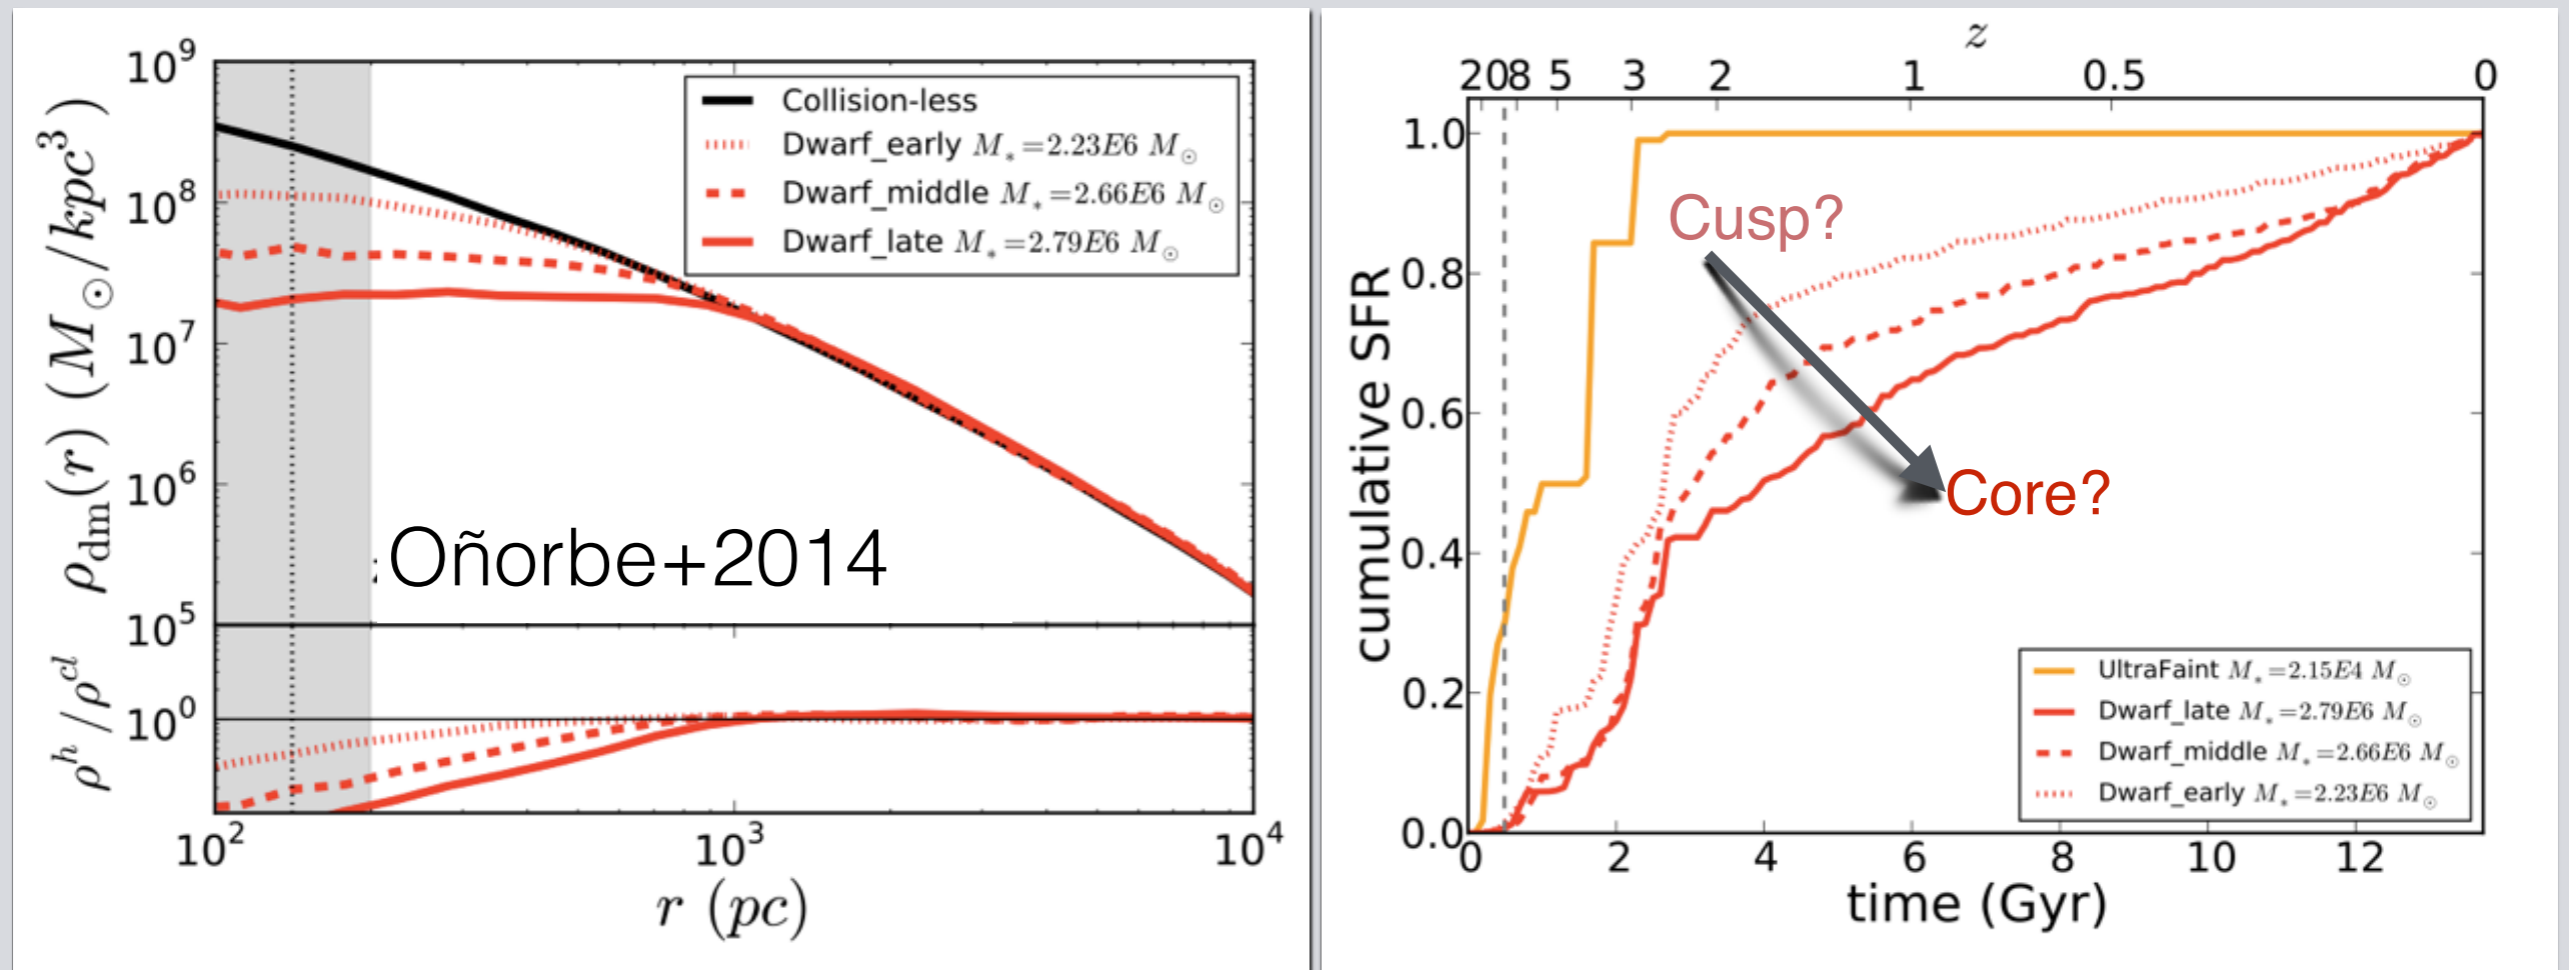 10^9
10^8
10^7
10^6
10^5
10^0
ρ_dm(r) (M_⊙/kpc^3)
ρ^h/ρ^cl
Collision-less
Dwarf_early M_*=2.23E6 M_⊙
Dwarf_middle M_*=2.66E6 M_⊙
Dwarf_late M_*=2.79E6 M_⊙
Oñorbe+2014
10^2 10^3 10^4
r (pc)
z
20 8 5 3 2 1 0.5 0
1.0
0.8
0.6
0.4
0.2
0.0
cumulative SFR
Cusp?
Core?
UltraFaint M_*=2.15E4 M_⊙
Dwarf_late M_*=2.79E6 M_⊙
Dwarf_middle M_*=2.66E6 M_⊙
Dwarf_early M_*=2.23E6 M_⊙
0 2 4 6 8 10 12
time (Gyr)